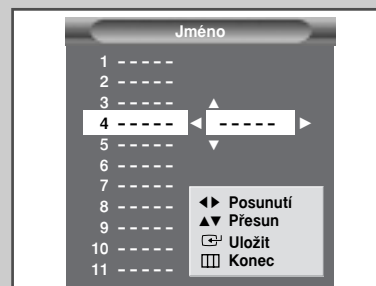 Jméno
1 -----
2 -----
3 ----- ▲
4 ----- ◄ ----- ►
5 ----- ▼
6 -----
7 -----
8 -----
9 -----
10 -----
11 -----
◄► Posunutí
▲▼ Přesun
Uložit
Konec